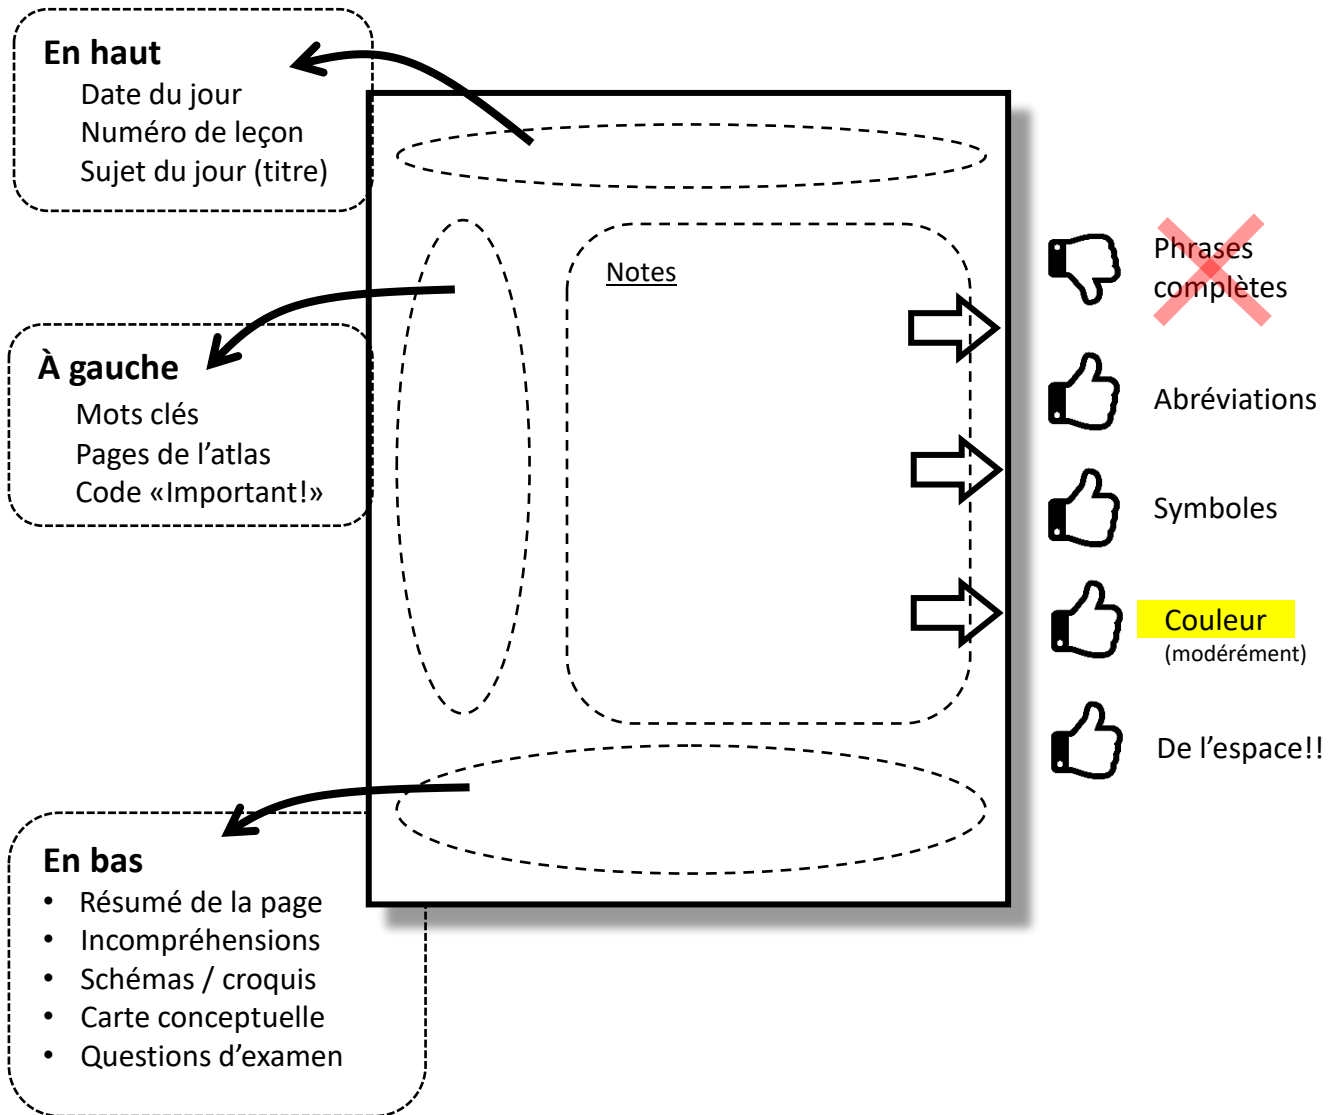 En haut
Date du jour
Numéro de leçon
Sujet du jour (titre)
À gauche
Mots clés
Pages de l’atlas
Code «Important!»
En bas
• Résumé de la page
• Incompréhensions
• Schémas / croquis
• Carte conceptuelle
• Questions d’examen
Notes
Phrases
complètes
Abréviations
Symboles
Couleur
(modérément)
De l’espace!!